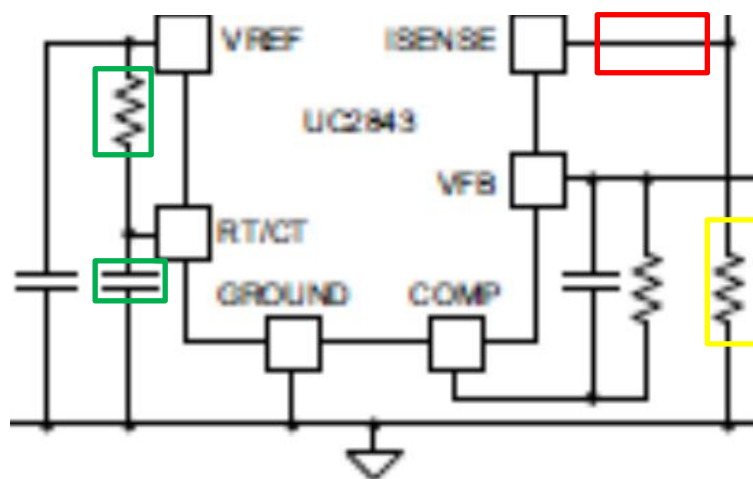 VREF ISENSE
UC2843
VFB
RT/CT
GROUND COMP